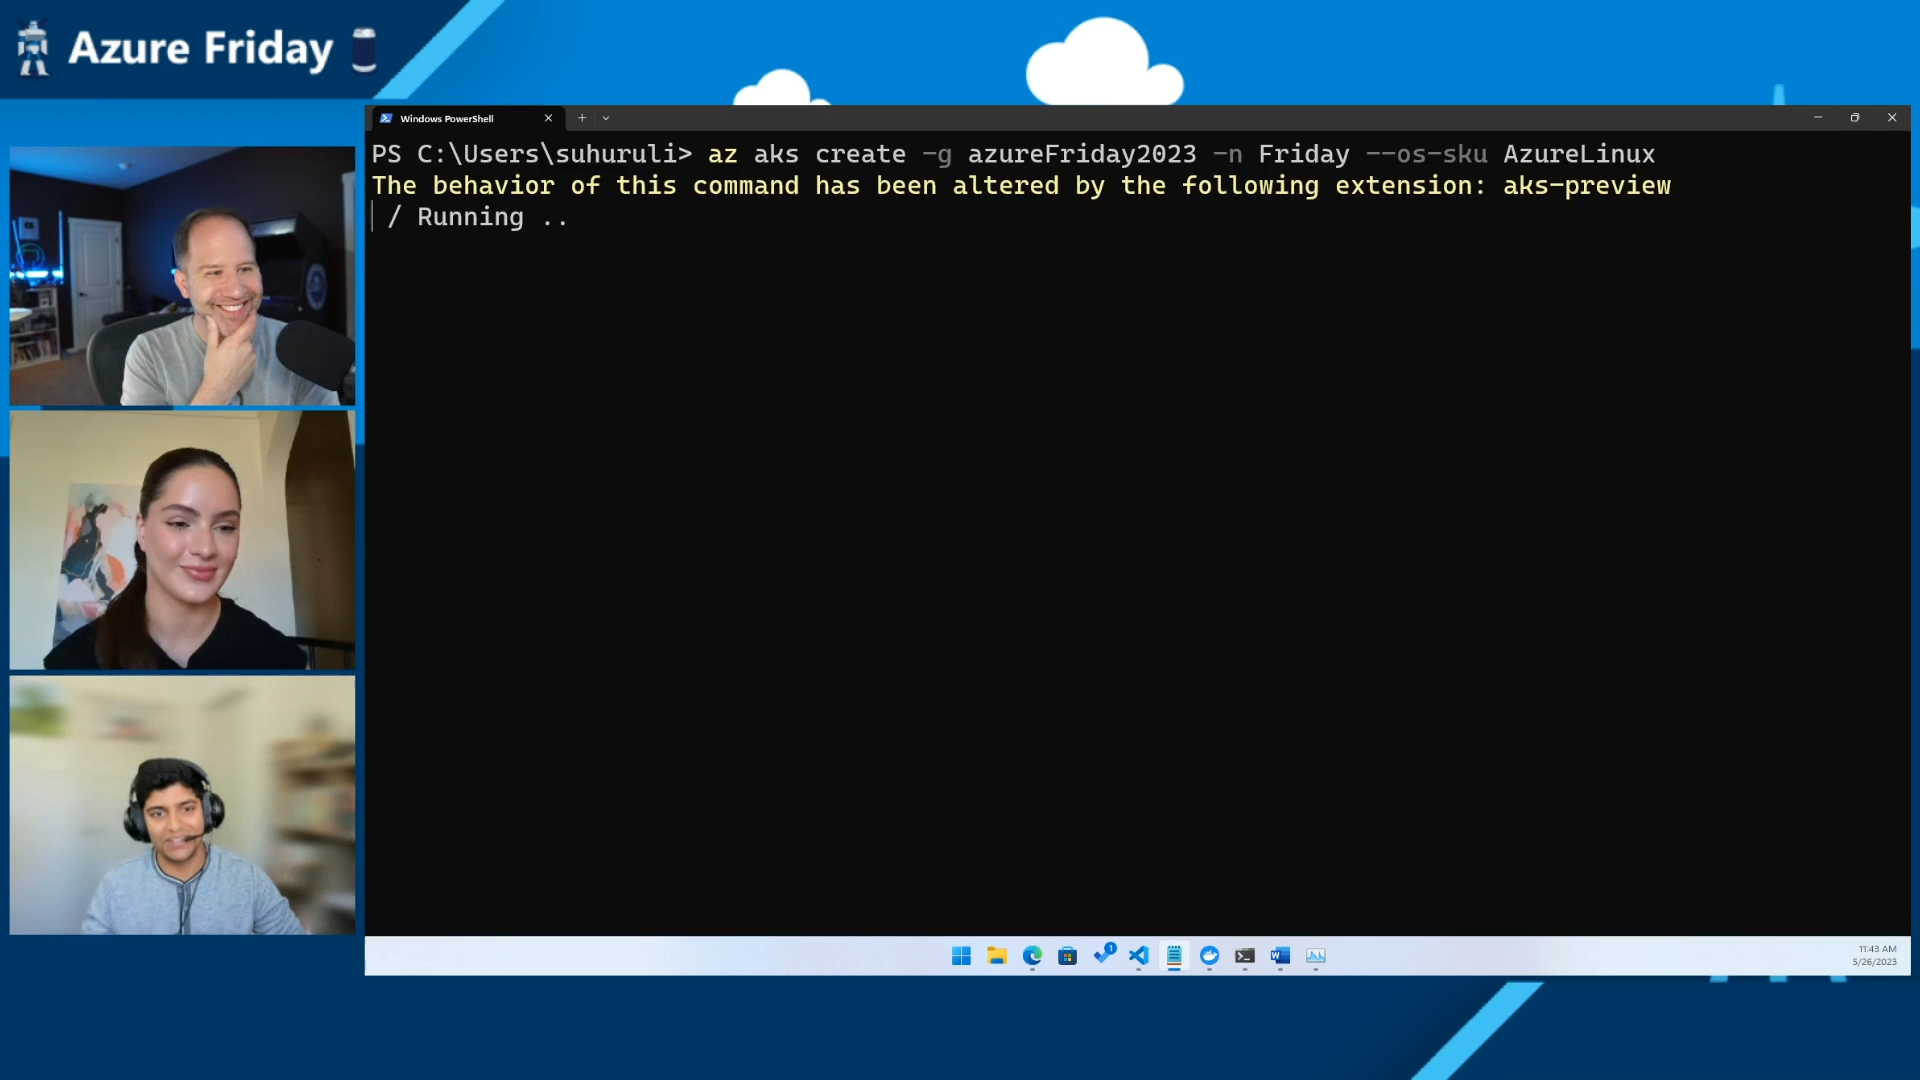 Azure Friday
Windows PowerShell
PS C:\Users\suhuruli> az aks create -g azureFriday2023 -n Friday --os-sku AzureLinux
The behavior of this command has been altered by the following extension: aks-preview
/ Running ..
1
11:43 AM
5/26/2023